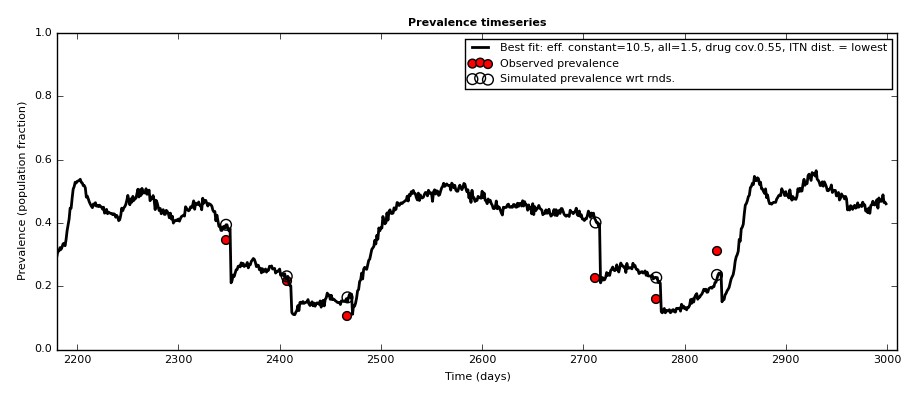 Prevalence timeseries
Best fit: eff. constant=10.5, all=1.5, drug cov.0.55, ITN dist. = lowest
Observed prevalence
Simulated prevalence wrt rnds.
Prevalence (population fraction)
1.0
0.8
0.6
0.4
0.2
0.0
2200 2300 2400 2500 2600 2700 2800 2900 3000
Time (days)